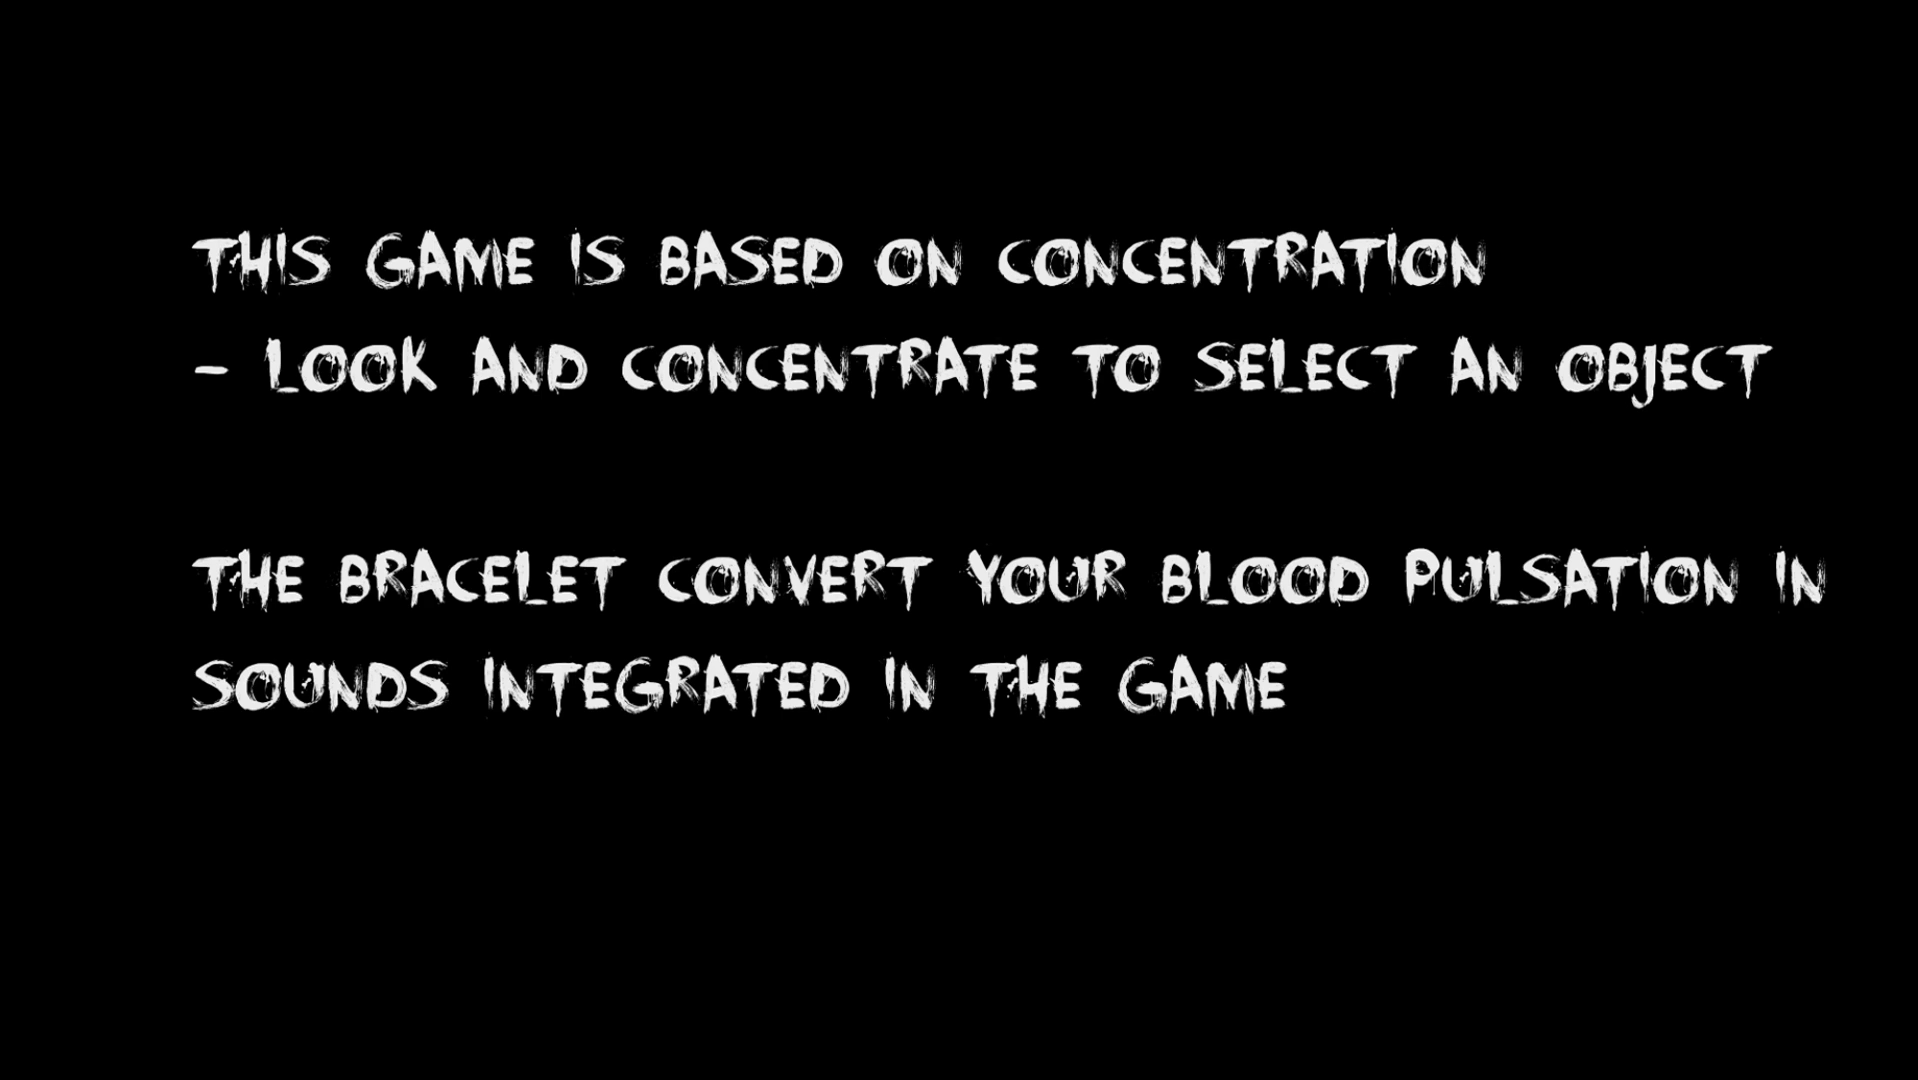 THIS GAME IS BASED ON CONCENTRATION
- LOOK AND CONCENTRATE TO SELECT AN OBJECT
THE BRACELET CONVERT YOUR BLOOD PULSATION IN
SOUNDS INTEGRATED IN THE GAME